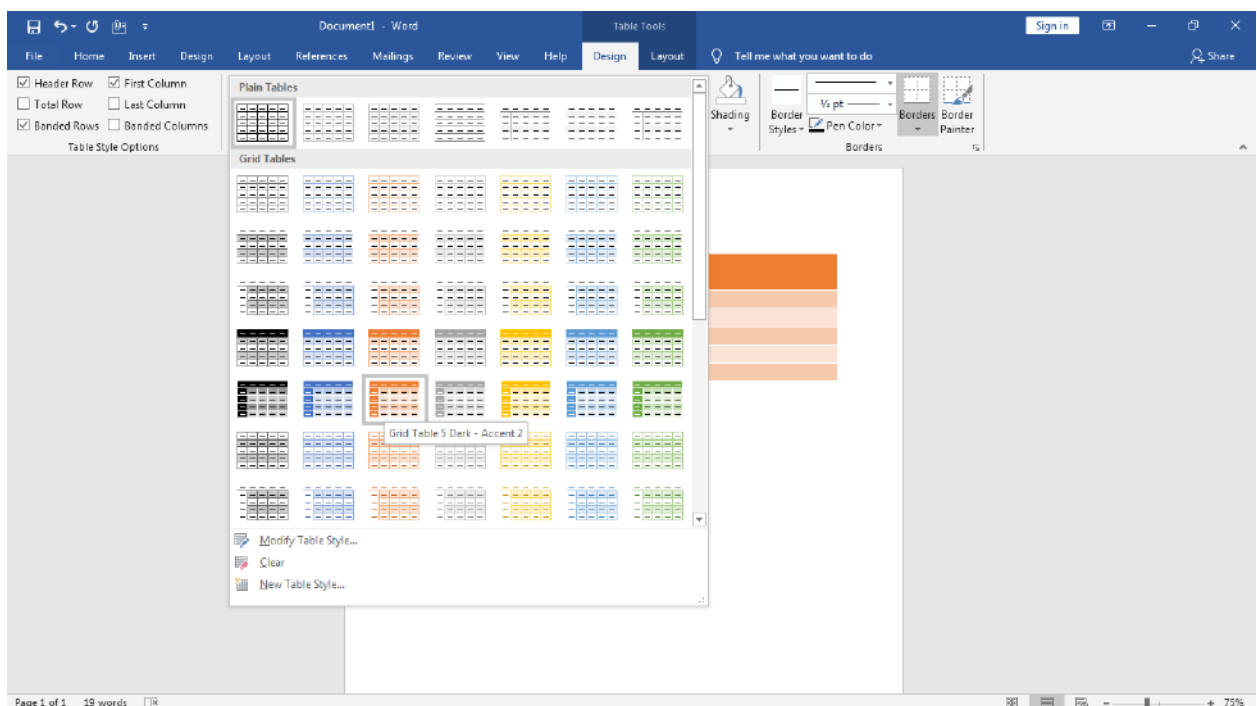 Document1 - Word
Table Tools
Sign in
File Home Insert Design Layout References Mailings Review View Help Design Layout Tell me what you want to do Share
Header Row First Column
Total Row Last Column
Banded Rows Banded Columns
Table Style Options
Plain Tables
Grid Tables
Grid Table 5 Dark - Accent 2
Modify Table Style...
Clear
New Table Style...
Shading
Border Styles
½ pt
Pen Color
Borders
Border Painter
Borders
Page 1 of 1 19 words
75%